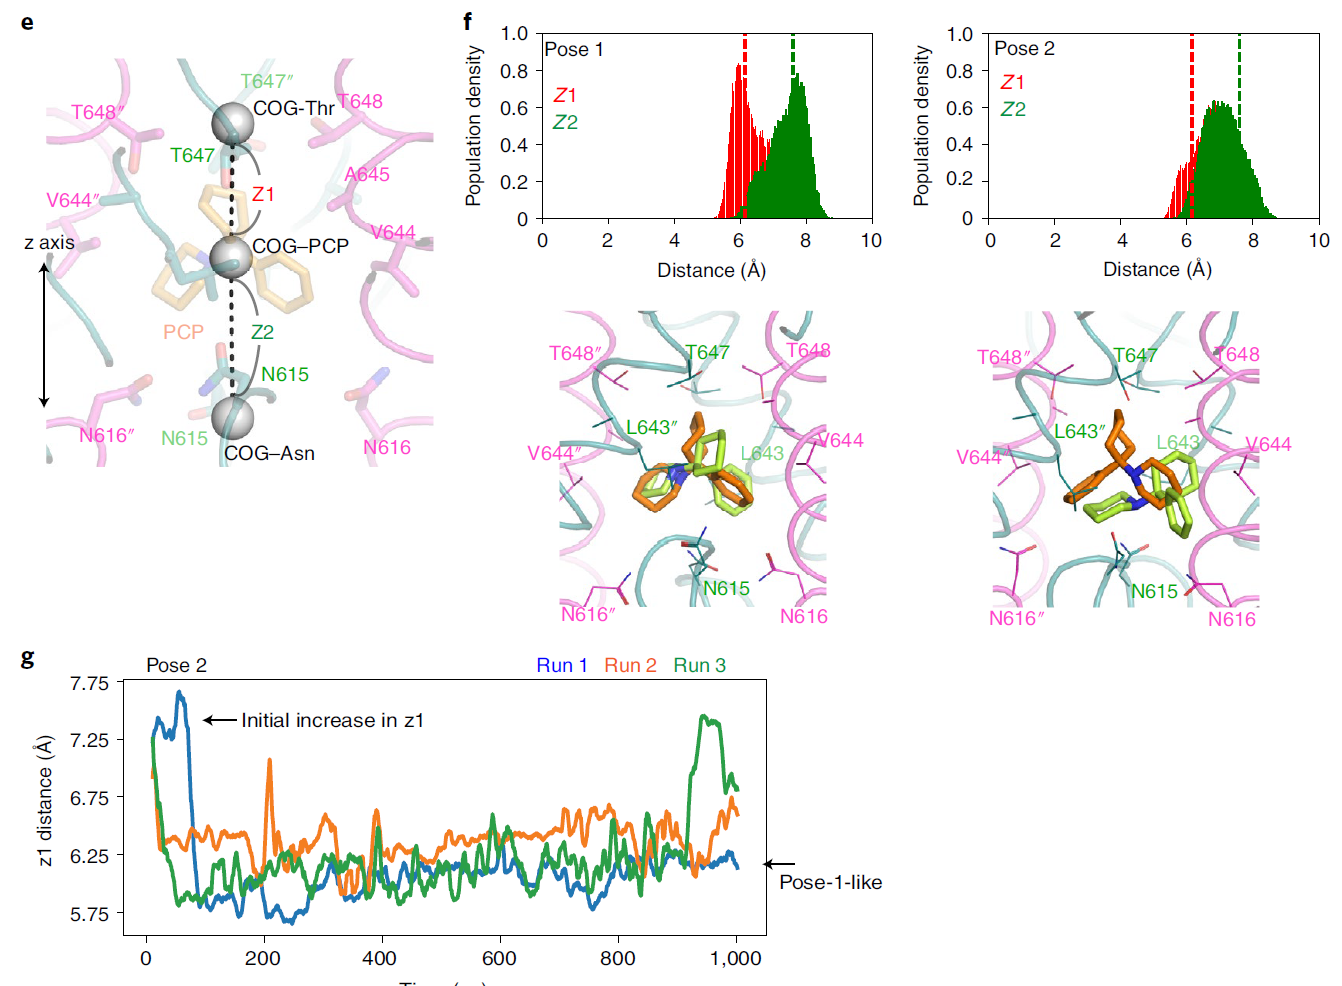 e
T647″
COG-Thr
T648″
T648
T647
A645
Z1
V644″
V644
z axis
COG–PCP
PCP
Z2
N615
N616″
N615
N616
COG–Asn
f
Population density
1.0
0.8
0.6
0.4
0.2
0
Pose 1
Z1
Z2
0 2 4 6 8 10
Distance (Å)
Population density
1.0
0.8
0.6
0.4
0.2
0
Pose 2
Z1
Z2
0 2 4 6 8 10
Distance (Å)
T648″
T647
T648
L643″
V644″
L643
V644
N615
N616″
N616
T648″
T647
T648
L643″
L643
V644″
V644
N615
N616″
N616
g
Pose 2
Run 1 Run 2 Run 3
z1 distance (Å)
7.75
7.25
6.75
6.25
5.75
Initial increase in z1
Pose-1-like
0 200 400 600 800 1,000